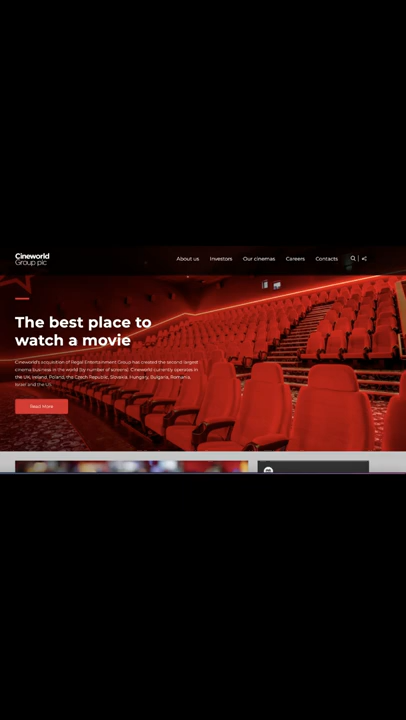 Cineworld
Group plc
About us Investors Our cinemas Careers Contacts
The best place to
watch a movie
Cineworld's acquisition of Regal Entertainment Group has created the second largest
cinema business in the world (by number of screens). Cineworld currently operates in
the UK, Ireland, Poland, the Czech Republic, Slovakia, Hungary, Bulgaria, Romania,
Israel and the US.
Read More